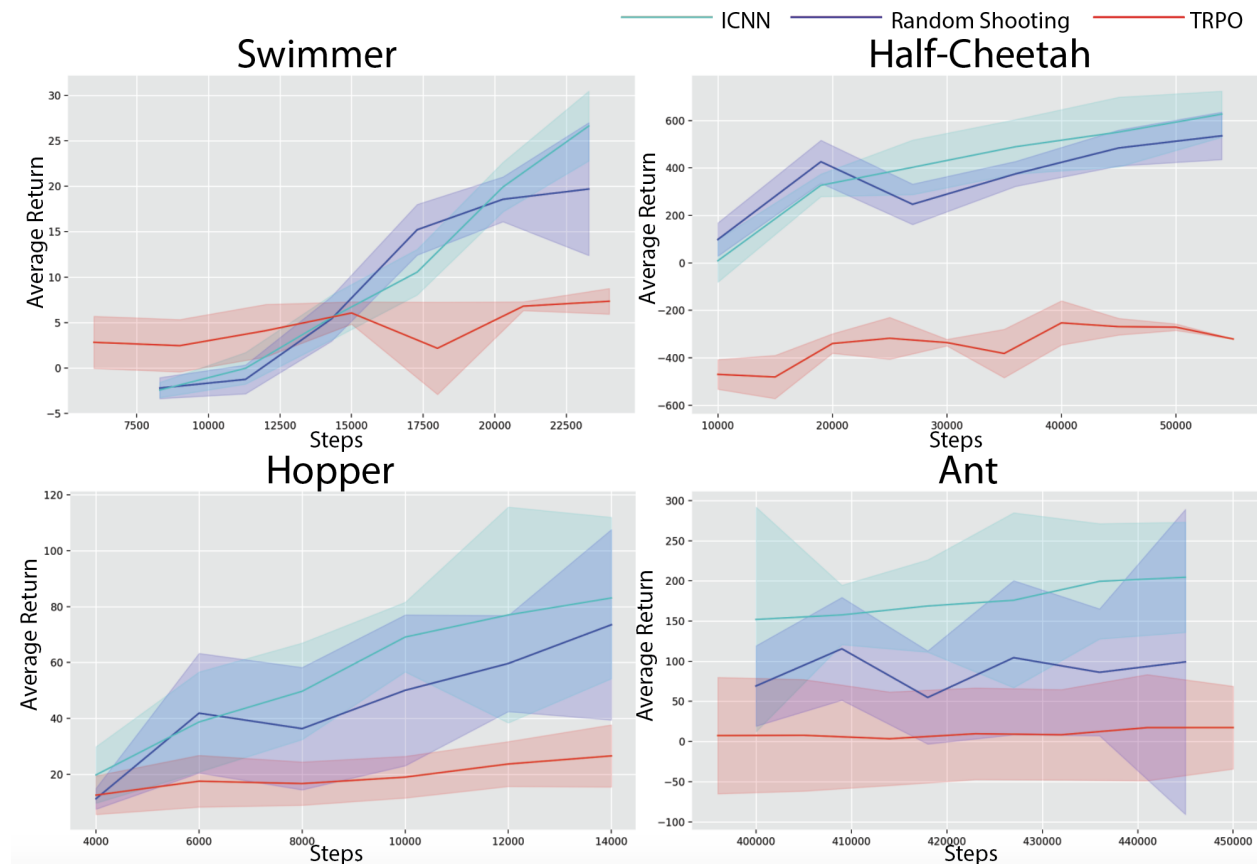 ICNN Random Shooting TRPO
Swimmer
Average Return
30
25
20
15
10
5
0
−5
7500 10000 12500 15000 17500 20000 22500
Steps
Half-Cheetah
Average Return
600
400
200
0
−200
−400
−600
10000 20000 30000 40000 50000
Steps
Hopper
Average Return
120
100
80
60
40
20
4000 6000 8000 10000 12000 14000
Steps
Ant
Average Return
300
250
200
150
100
50
0
−50
−100
400000 410000 420000 430000 440000 450000
Steps